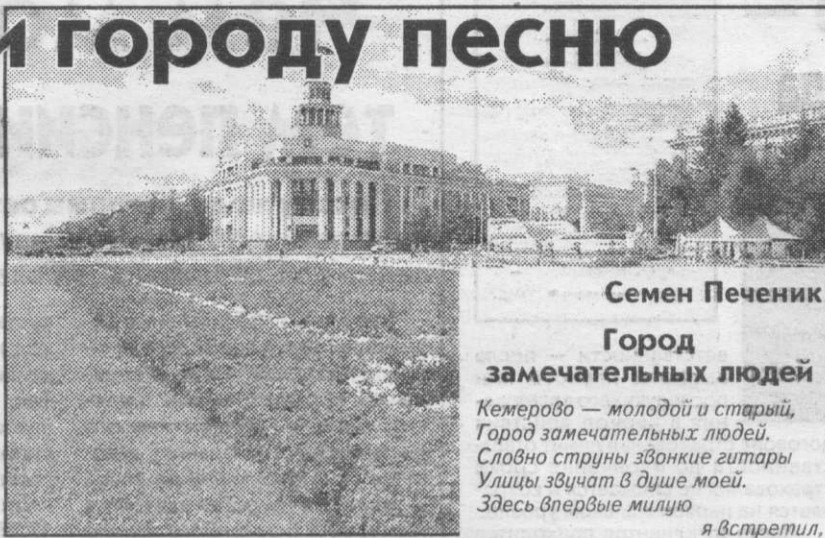 и городу песню
Семен Печеник
Город
замечательных людей
Кемерово — молодой и старый,
Город замечательных людей.
Словно струны звонкие гитары
Улицы звучат в душе моей.
Здесь впервые милую
я встретил,